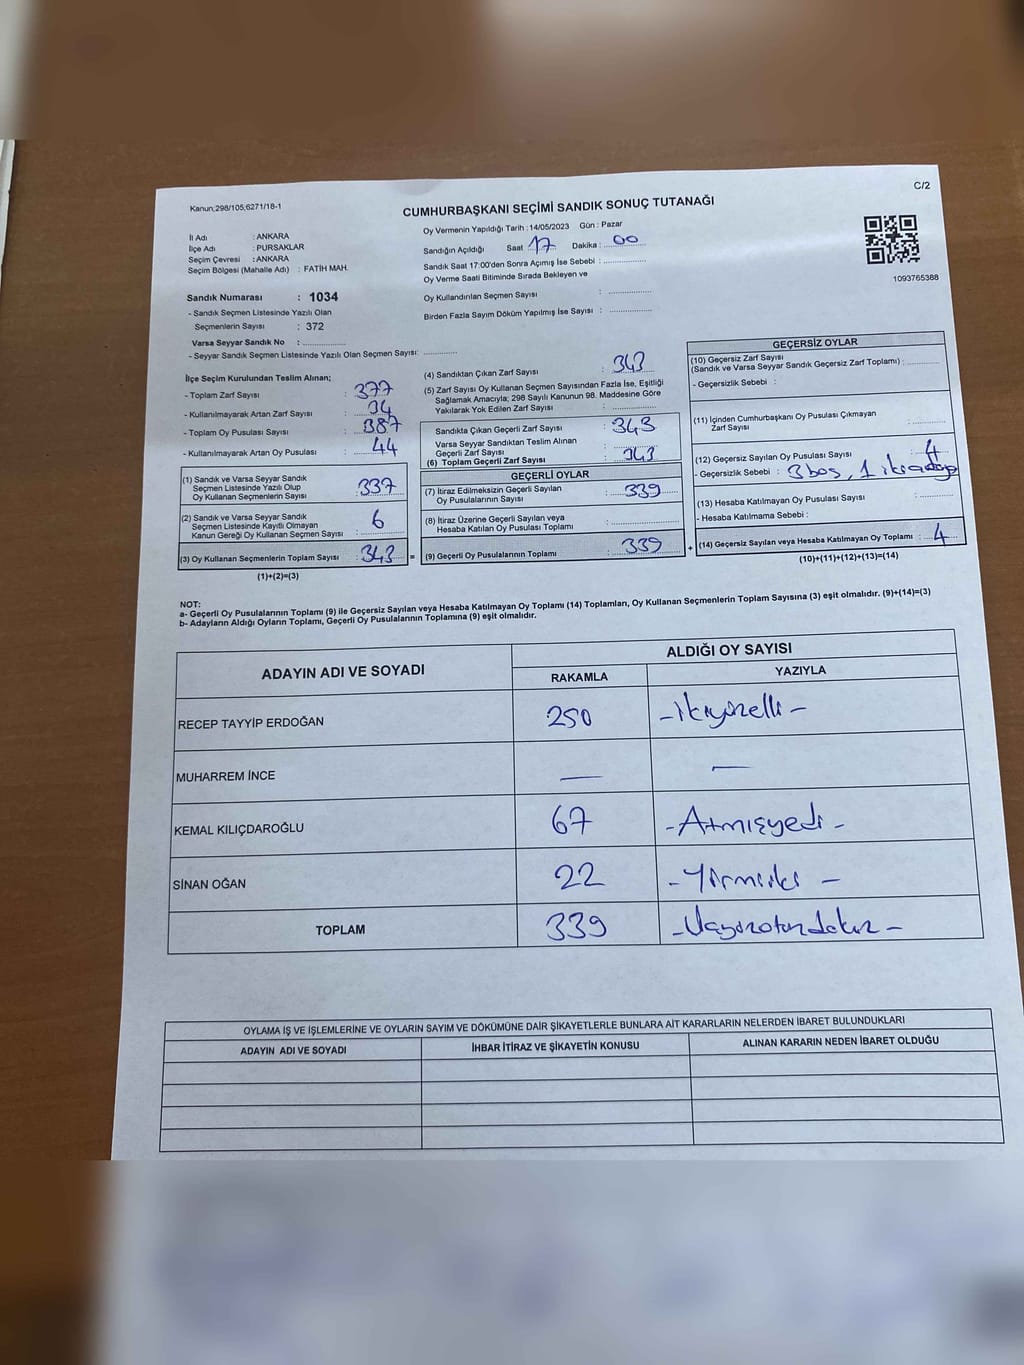 C/2
Kanun;298/105,6271/18-1
CUMHURBAŞKANI SEÇİMİ SANDIK SONUÇ TUTANAĞI
İl Adı : ANKARA
İlçe Adı : PURSAKLAR
Seçim Çevresi : ANKARA
Seçim Bölgesi (Mahalle Adı) : FATİH MAH.
Sandık Numarası : 1034
- Sandık Seçmen Listesinde Yazılı Olan
Seçmenlerin Sayısı : 372
Varsa Seyyar Sandık No :
- Seyyar Sandık Seçmen Listesinde Yazılı Olan Seçmen Sayısı:
Oy Vermenin Yapıldığı Tarih :14/05/2023 Gün : Pazar
Sandığın Açıldığı Saat 17 Dakika : 00
Sandık Saat 17:00'den Sonra Açımış İse Sebebi :
Oy Verme Saati Bitiminde Sırada Bekleyen ve
Oy Kullandırılan Seçmen Sayısı :
Birden Fazla Sayım Döküm Yapılmış İse Sayısı :
1093765388
İlçe Seçim Kurulundan Teslim Alınan;
- Toplam Zarf Sayısı : 377
- Kullanılmayarak Artan Zarf Sayısı : 34
- Toplam Oy Pusulası Sayısı : 387
- Kullanılmayarak Artan Oy Pusulası : 44
(1) Sandık ve Varsa Seyyar Sandık
Seçmen Listesinde Yazılı Olup
Oy Kullanan Seçmenlerin Sayısı : 337
(2) Sandık ve Varsa Seyyar Sandık
Seçmen Listesinde Kayıtlı Olmayan
Kanun Gereği Oy Kullanan Seçmen Sayısı : 6
(3) Oy Kullanan Seçmenlerin Toplam Sayısı : 343 =
(1)+(2)=(3)
(4) Sandıktan Çıkan Zarf Sayısı : 343
(5) Zarf Sayısı Oy Kullanan Seçmen Sayısından Fazla İse, Eşitliği
Sağlamak Amacıyla; 298 Sayılı Kanunun 98. Maddesine Göre
Yakılarak Yok Edilen Zarf Sayısı :
Sandıkta Çıkan Geçerli Zarf Sayısı : 343
Varsa Seyyar Sandıktan Teslim Alınan
Geçerli Zarf Sayısı :
(6) Toplam Geçerli Zarf Sayısı : 343
GEÇERLİ OYLAR
(7) İtiraz Edilmeksizin Geçerli Sayılan
Oy Pusulalarının Sayısı : 339
(8) İtiraz Üzerine Geçerli Sayılan veya
Hesaba Katılan Oy Pusulası Toplamı :
(9) Geçerli Oy Pusulalarının Toplamı : 339 +
GEÇERSİZ OYLAR
(10) Geçersiz Zarf Sayısı
(Sandık ve Varsa Seyyar Sandık Geçersiz Zarf Toplamı) :
- Geçersizlik Sebebi :
(11) İçinden Cumhurbaşkanı Oy Pusulası Çıkmayan
Zarf Sayısı :
(12) Geçersiz Sayılan Oy Pusulası Sayısı : 4
- Geçersizlik Sebebi : 3 boş, 1
(13) Hesaba Katılmayan Oy Pusulası Sayısı :
- Hesaba Katılmama Sebebi :
(14) Geçersiz Sayılan veya Hesaba Katılmayan Oy Toplamı : 4
(10)+(11)+(12)+(13)=(14)
NOT:
a- Geçerli Oy Pusulalarının Toplamı (9) ile Geçersiz Sayılan veya Hesaba Katılmayan Oy Toplamı (14) Toplamları, Oy Kullanan Seçmenlerin Toplam Sayısına (3) eşit olmalıdır. (9)+(14)=(3)
b- Adayların Aldığı Oyların Toplamı, Geçerli Oy Pusulalarının Toplamına (9) eşit olmalıdır.
ADAYIN ADI VE SOYADI ALDIĞI OY SAYISI
RAKAMLA YAZIYLA
RECEP TAYYİP ERDOĞAN 250 - ikiyüzelli -
MUHARREM İNCE — —
KEMAL KILIÇDAROĞLU 67 - Atmışyedi -
SİNAN OĞAN 22 - Yirmiiki -
TOPLAM 339 - Üçyüzotuzdokuz -
OYLAMA İŞ VE İŞLEMLERİNE VE OYLARIN SAYIM VE DÖKÜMÜNE DAİR ŞİKAYETLERLE BUNLARA AİT KARARLARIN NELERDEN İBARET BULUNDUKLARI
ADAYIN ADI VE SOYADI İHBAR İTİRAZ VE ŞİKAYETİN KONUSU ALINAN KARARIN NEDEN İBARET OLDUĞU